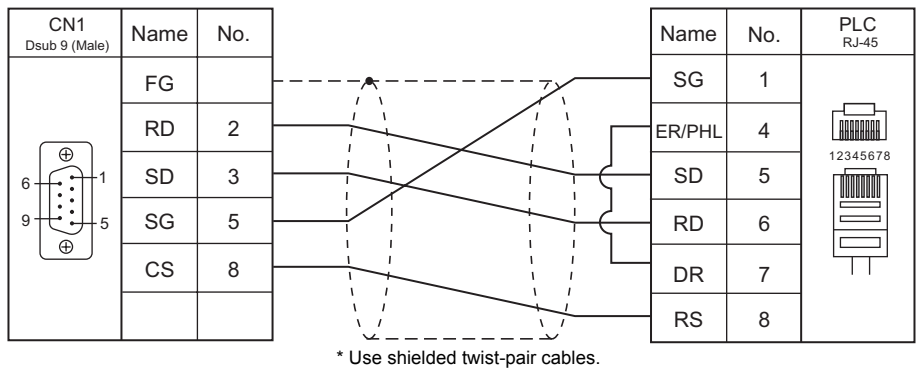 CN1
Dsub 9 (Male)
Name
No.
FG
RD 2
SD 3
SG 5
CS 8
6
1
9
5
Name
No.
PLC
RJ-45
SG 1
ER/PHL 4
SD 5
RD 6
DR 7
RS 8
12345678
* Use shielded twist-pair cables.